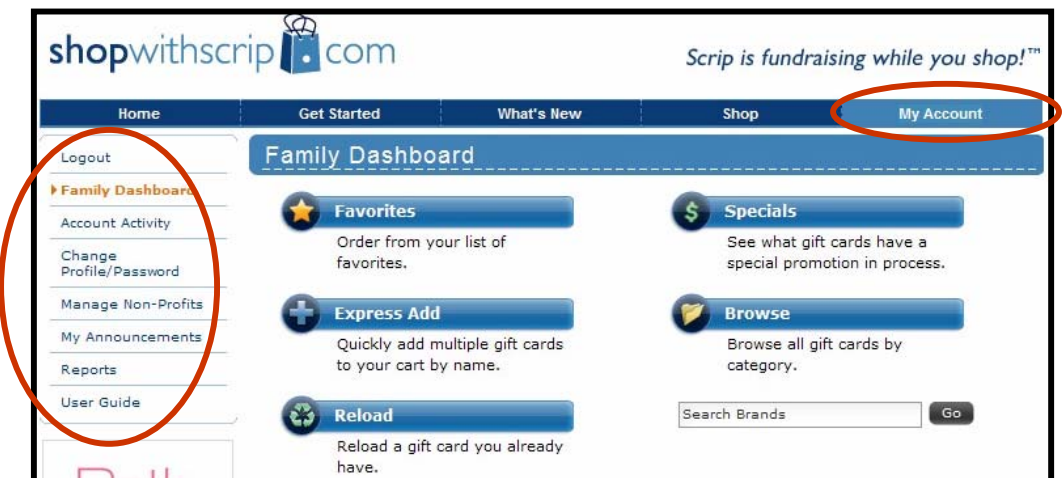 shopwithscrip com
Scrip is fundraising while you shop!™
Home Get Started What's New Shop My Account
Logout
Family Dashboard
Account Activity
Change
Profile/Password
Manage Non-Profits
My Announcements
Reports
User Guide
Family Dashboard
Favorites
Order from your list of
favorites.
Specials
See what gift cards have a
special promotion in process.
Express Add
Quickly add multiple gift cards
to your cart by name.
Browse
Browse all gift cards by
category.
Reload
Reload a gift card you already
have.
Search Brands Go